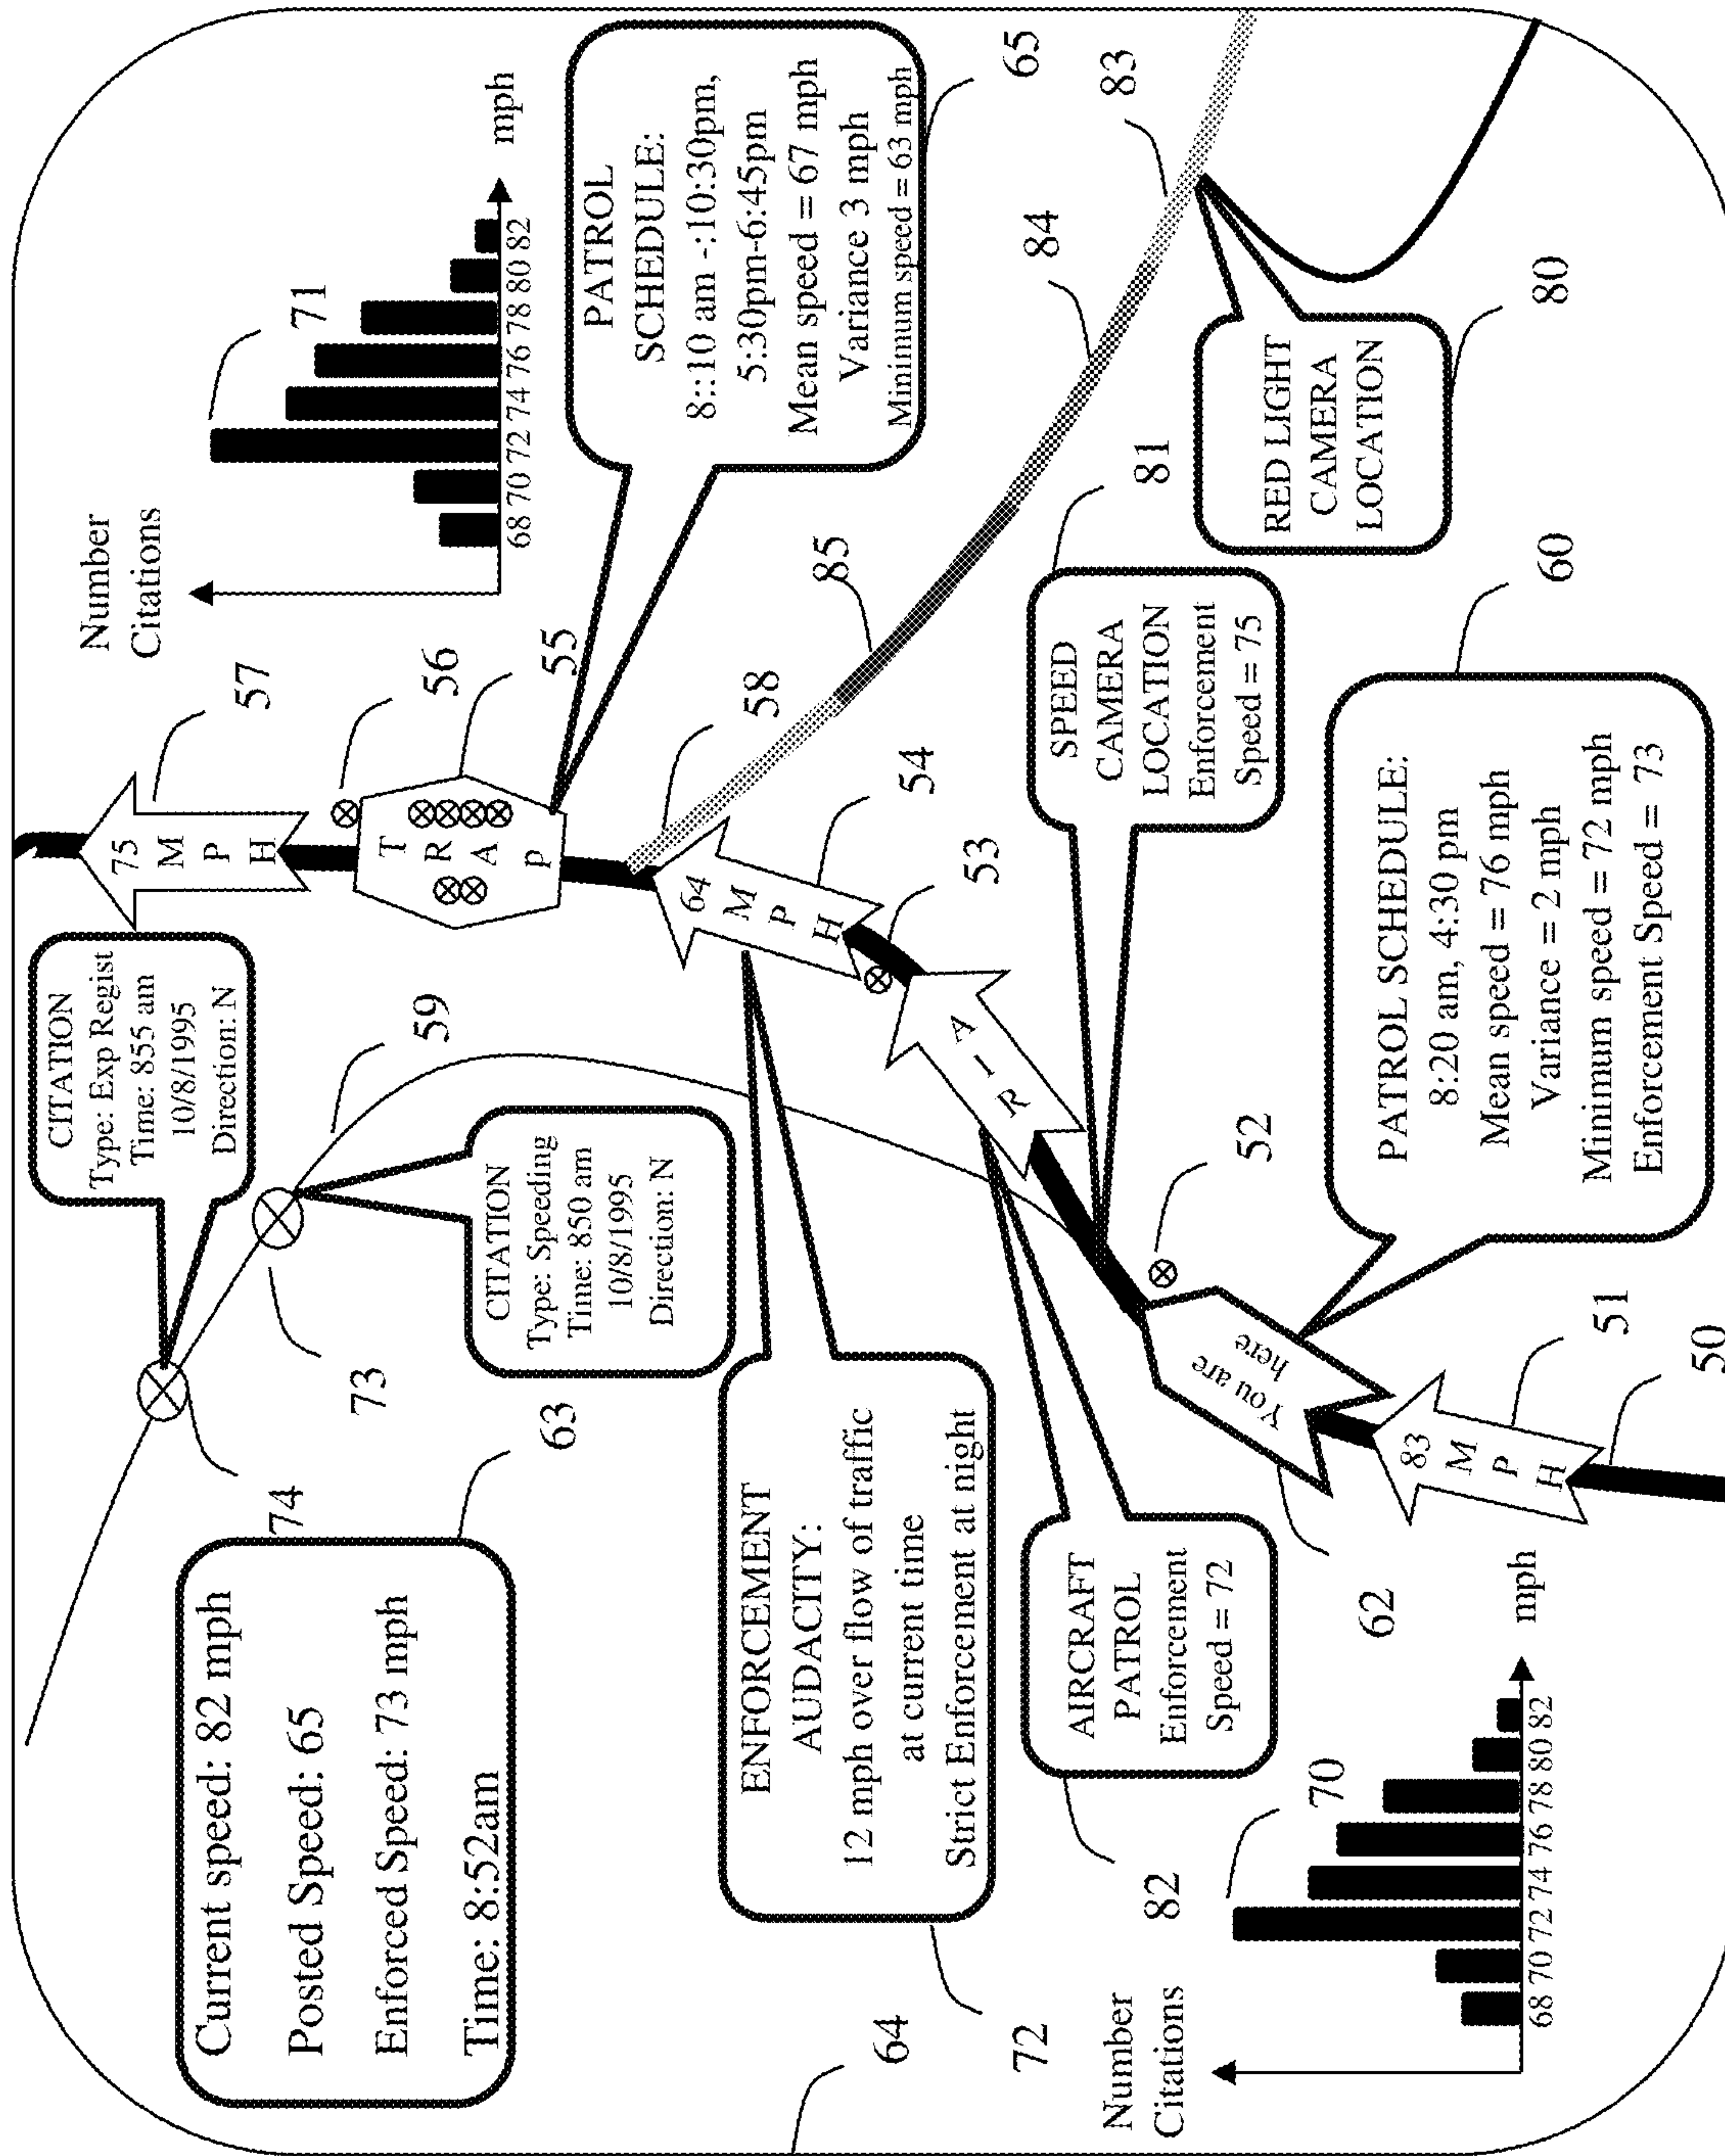 Current speed: 82 mph
Posted Speed: 65
Enforced Speed: 73 mph
Time: 8:52am
63
74
CITATION
Type: Exp Regist
Time: 855 am
10/8/1995
Direction: N
73
CITATION
Type: Speeding
Time: 850 am
10/8/1995
Direction: N
59
57
75
M
P
H
56
T
R
A
P
55
Number
Citations
71
68 70 72 74 76 78 80 82
mph
PATROL
SCHEDULE:
8::10 am -:10:30pm,
5:30pm-6:45pm
Mean speed = 67 mph
Variance 3 mph
Minimum speed = 63 mph
65
58
64
M
P
H
54
53
85
84
83
64
72
ENFORCEMENT
AUDACITY:
12 mph over flow of traffic
at current time
Strict Enforcement at night
AIRCRAFT
PATROL
Enforcement
Speed = 72
82
A
I
R
SPEED
CAMERA
LOCATION
Enforcement
Speed = 75
81
RED LIGHT
CAMERA
LOCATION
80
52
Number
Citations
70
68 70 72 74 76 78 80 82
mph
62
You are
here
83
M
P
H
51
50
PATROL SCHEDULE:
8:20 am, 4:30 pm
Mean speed = 76 mph
Variance = 2 mph
Minimum speed = 72 mph
Enforcement Speed = 73
60